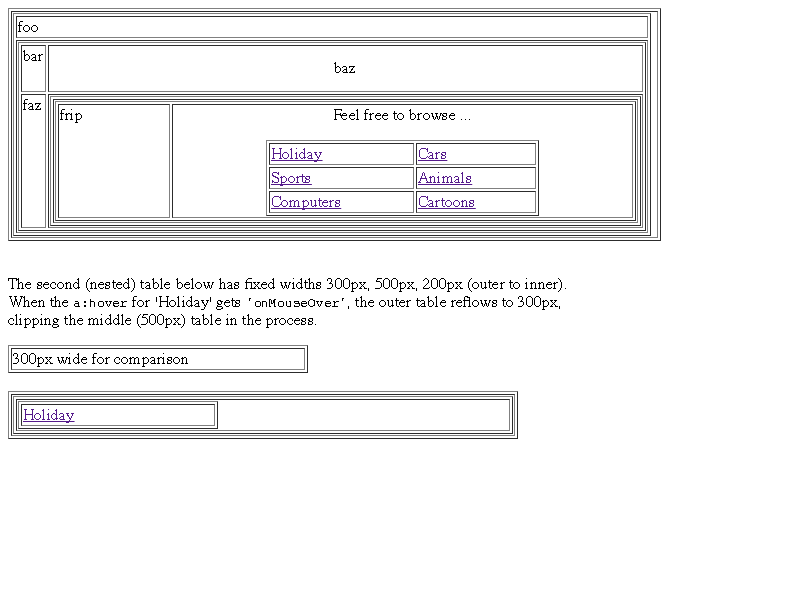 foo
bar
baz
faz
frip
Feel free to browse ...
Holiday Cars
Sports Animals
Computers Cartoons
The second (nested) table below has fixed widths 300px, 500px, 200px (outer to inner).
When the a:hover for 'Holiday' gets 'onMouseOver', the outer table reflows to 300px,
clipping the middle (500px) table in the process.
300px wide for comparison
Holiday